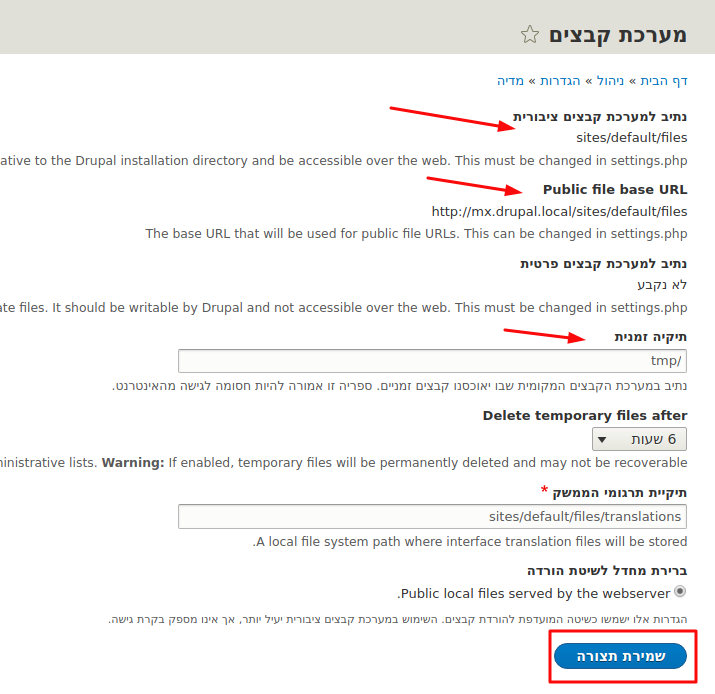 מערכת קבצים
דף הבית » ניהול » הגדרות » מדיה
נתיב למערכת קבצים ציבורית
sites/default/files
ative to the Drupal installation directory and be accessible over the web. This must be changed in settings.php
Public file base URL
http://mx.drupal.local/sites/default/files
The base URL that will be used for public file URLs. This can be changed in settings.php
נתיב למערכת קבצים פרטית
לא נקבע
ate files. It should be writable by Drupal and not accessible over the web. This must be changed in settings.php
תיקיה זמנית
tmp/
נתיב במערכת הקבצים המקומית שבו יאוכסנו קבצים זמניים. ספריה זו אמורה להיות חסומה לגישה מהאינטרנט.
Delete temporary files after
6 שעות
ninistrative lists. Warning: If enabled, temporary files will be permanently deleted and may not be recoverable
תיקיית תרגומי הממשק *
sites/default/files/translations
.A local file system path where interface translation files will be stored
ברירת מחדל לשיטת הורדה
.Public local files served by the webserver
הגדרות אלו ישמשו כשיטה המועדפת להורדת קבצים. השימוש במערכת קבצים ציבורית יעיל יותר, אך אינו מספק בקרת גישה.
שמירת תצורה